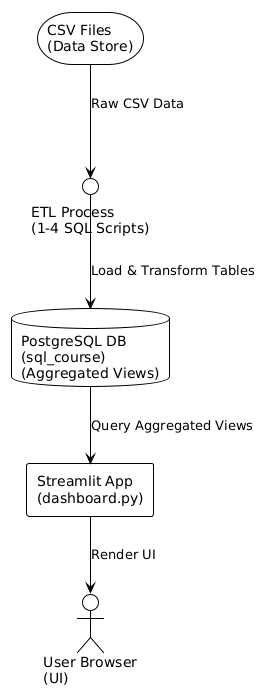 CSV Files
(Data Store)
Raw CSV Data
ETL Process
(1-4 SQL Scripts)
Load & Transform Tables
PostgreSQL DB
(sql_course)
(Aggregated Views)
Query Aggregated Views
Streamlit App
(dashboard.py)
Render UI
User Browser
(UI)